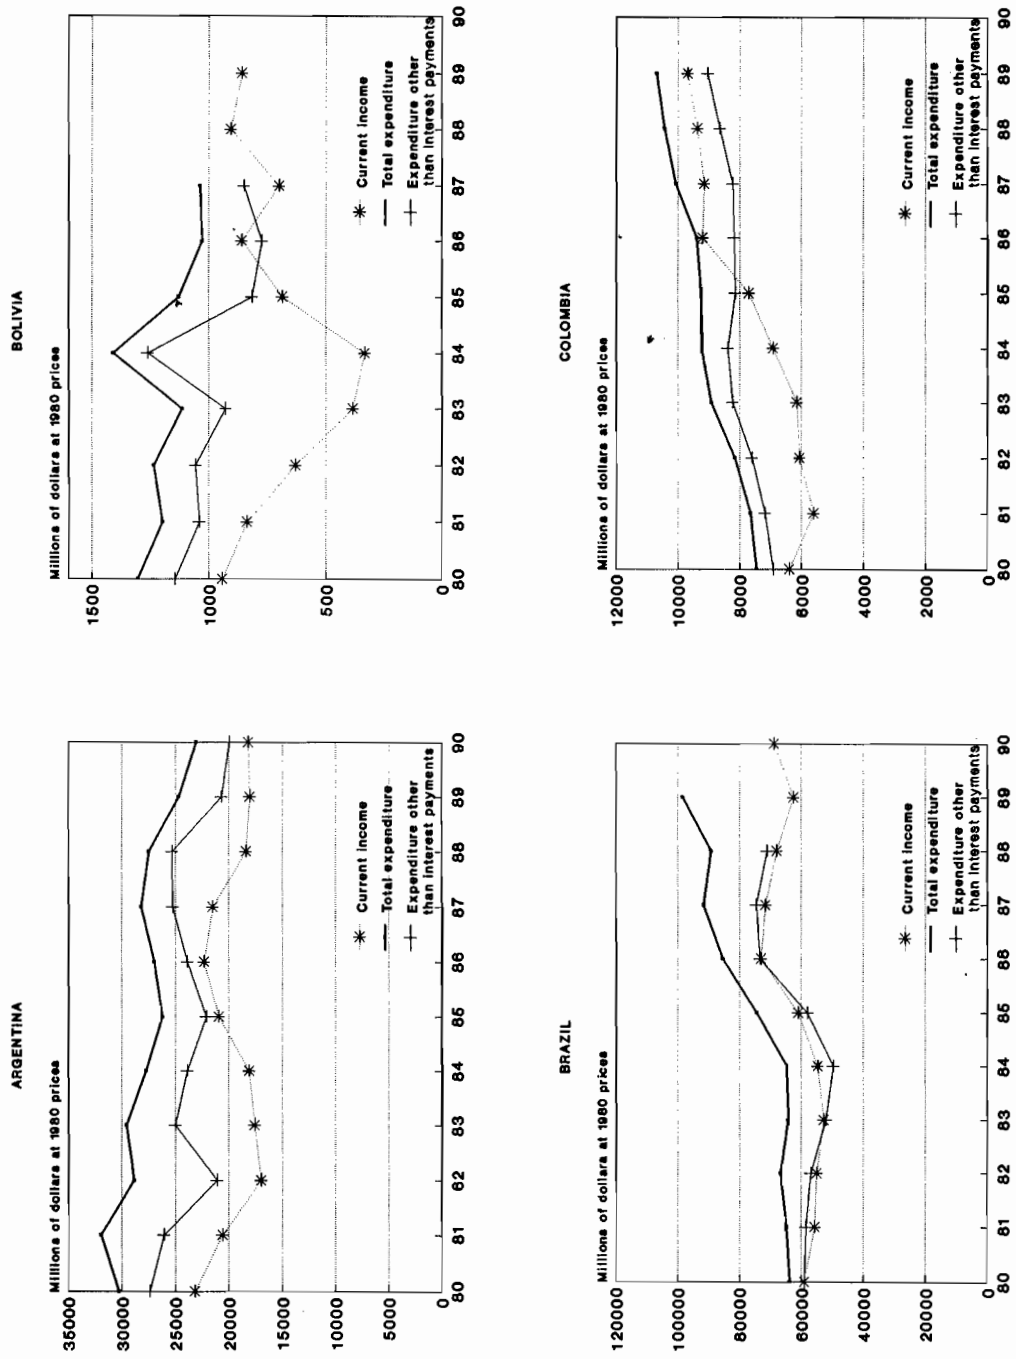 ARGENTINA
Millions of dollara at 1980 prices
35000
30000
25000
20000
15000
10000
5000
0
80 81 62 83 84 85 86 87 88 89 90
Current income
Total expenditure
Expenditure other
than interest payments
BOLIVIA
Millions of dollara at 1980 prices
1500
1000
500
0
80 81 82 83 84 85 86 87 88 89 90
Current income
Total expenditure
Expenditure other
than interest payments
BRAZIL
Millions of dollara at 1980 prices
120000
100000
80000
60000
40000
20000
0
80 81 82 83 84 85 88 87 88 89 90
Current income
Total expenditure
Expenditure other
than interest payments
COLOMBIA
Millions of dollara at 1980 prices
12000
10000
8000
6000
4000
2000
0
80 81 82 83 84 85 86 87 88 89 90
Current income
Total expenditure
Expenditure other
than interest payments